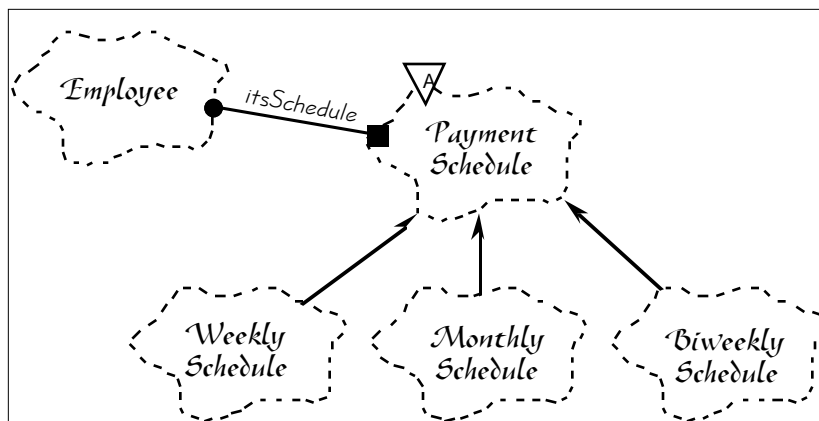 Employee
itsSchedule
A
Payment
Schedule
Weekly
Schedule
Monthly
Schedule
Biweekly
Schedule